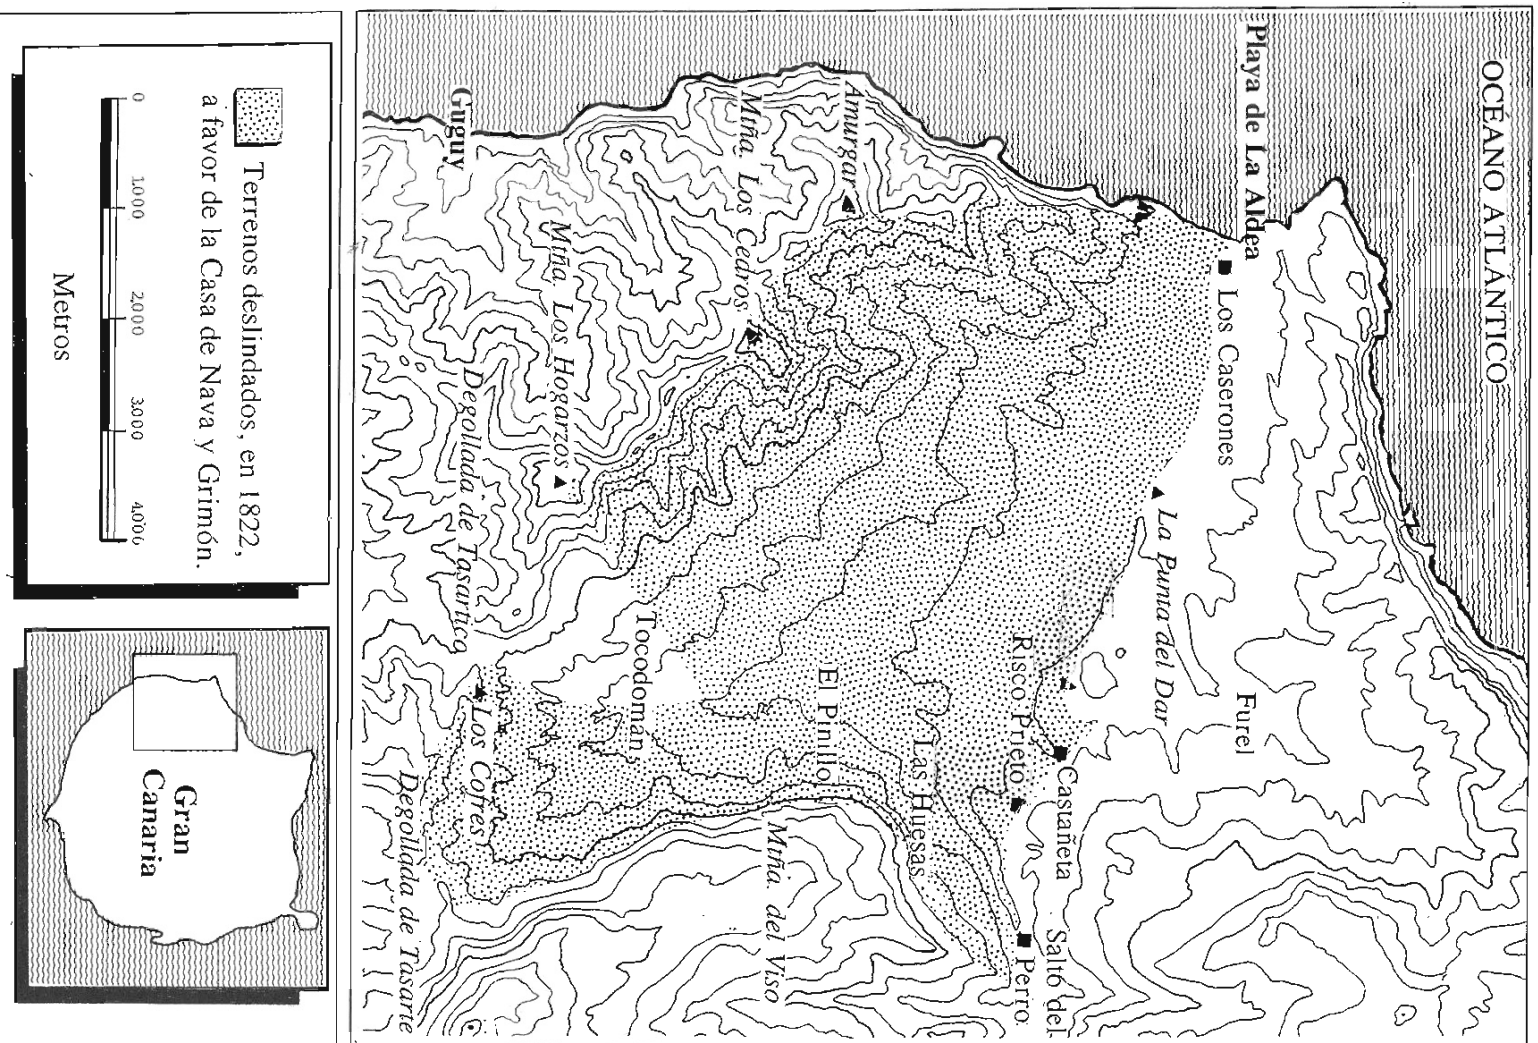 OCÉANO ATLÁNTICO
Playa de La Aldea
Los Caserones
La Punta del Dar
Furel
Amurgar
Mtña. Los Cedros
Risco Prieto
Castañeta
Salto del
Perro
Las Huesas
El Pinillo
Guguy
Mtña. Los Hogarzos
Tocodomán
Mtña. del Viso
Degollada de Tasartico
Los Cofres
Degollada de Tasarte
Terrenos deslindados, en 1822,
a favor de la Casa de Nava y Grimón.
0 1.000 2.000 3.000 4.000
Metros
Gran
Canaria